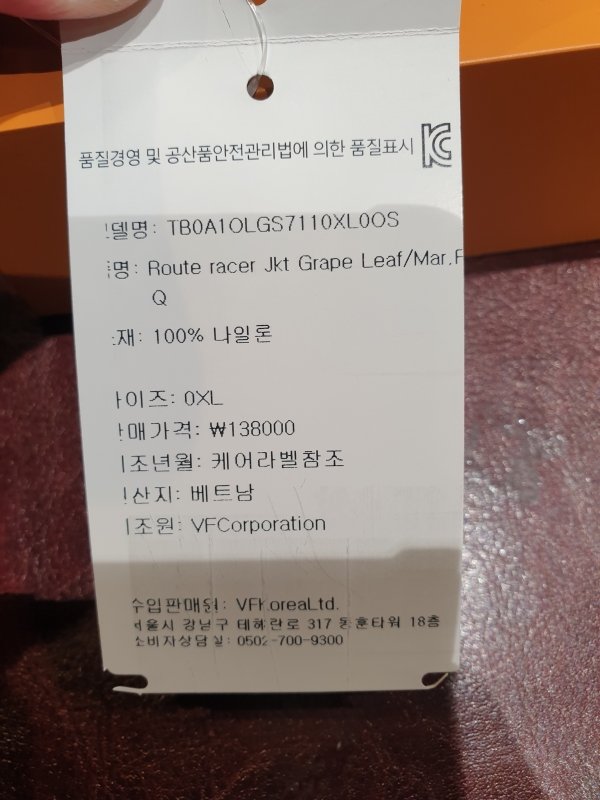 품질경영 및 공산품안전관리법에 의한 품질표시
델명: TB0A1OLGS7110XL0OS
명: Route racer Jkt Grape Leaf/Mar.F
Q
재: 100% 나일론
이즈: 0XL
매가격: ₩138000
조년월: 케어라벨참조
산지: 베트남
조원: VFCorporation
수입판매원: VFKoreaLtd.
서울시 강남구 테헤란로 317 동훈타워 18층
소비자상담실: 0502-700-9300